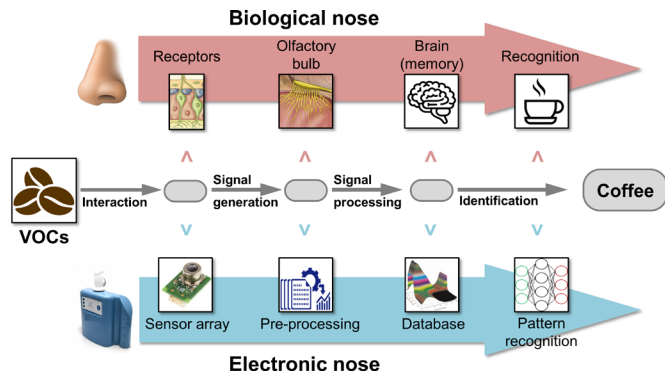 Biological nose
Receptors
Olfactory
bulb
Brain
(memory)
Recognition
VOCs
Interaction
Signal
generation
Signal
processing
Identification
Coffee
Sensor array
Pre-processing
Database
Pattern
recognition
Electronic nose